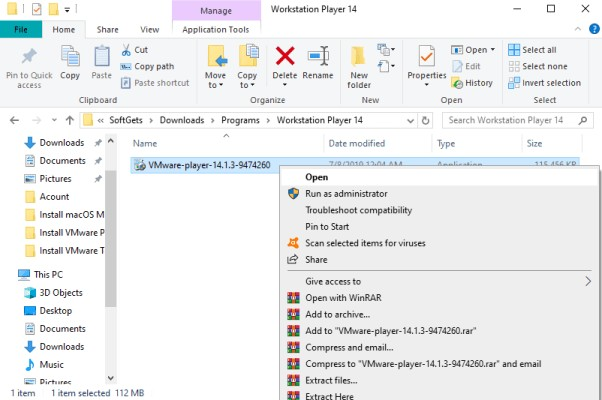 Manage
Workstation Player 14
File
Home
Share
View
Application Tools
Pin to Quick access
Copy
Paste
Cut
Copy path
Paste shortcut
Clipboard
Move to
Copy to
Delete
Rename
Organize
New folder
New
Properties
Open
Edit
History
Open
Select all
Select none
Invert selection
Select
« SoftGets > Downloads > Programs > Workstation Player 14
Search Workstation Player 14
Name
Date modified
Type
Size
VMware-player-14.1.3-9474260
7/8/2019 12:04 AM
Application
115,456 KB
Downloads
Documents
Pictures
Acount
Install macOS M
Install VMware P
Install VMware T
This PC
3D Objects
Desktop
Documents
Downloads
Music
Pictures
Open
Run as administrator
Troubleshoot compatibility
Pin to Start
Scan selected items for viruses
Share
Give access to
Open with WinRAR
Add to archive...
Add to "VMware-player-14.1.3-9474260.rar"
Compress and email...
Compress to "VMware-player-14.1.3-9474260.rar" and email
Extract files...
Extract Here
1 item
1 item selected 112 MB